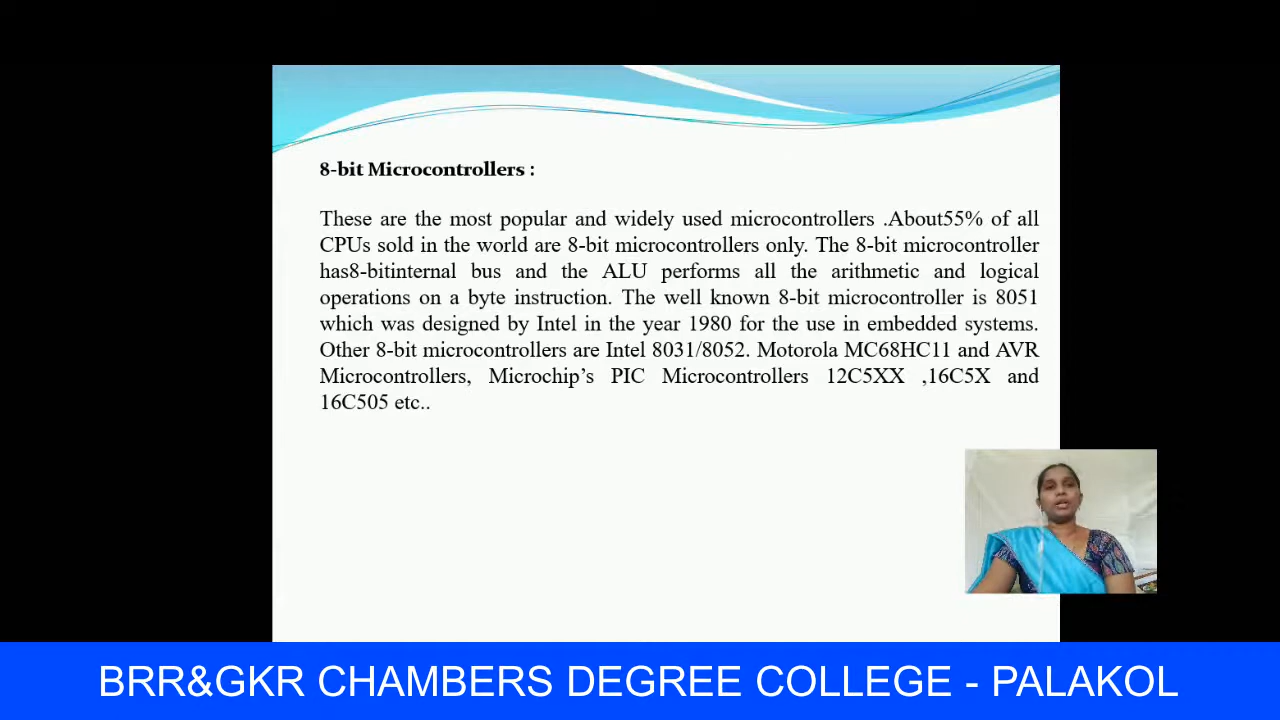 8-bit Microcontrollers :
These are the most popular and widely used microcontrollers .About55% of all
CPUs sold in the world are 8-bit microcontrollers only. The 8-bit microcontroller
has8-bitinternal bus and the ALU performs all the arithmetic and logical
operations on a byte instruction. The well known 8-bit microcontroller is 8051
which was designed by Intel in the year 1980 for the use in embedded systems.
Other 8-bit microcontrollers are Intel 8031/8052. Motorola MC68HC11 and AVR
Microcontrollers, Microchip’s PIC Microcontrollers 12C5XX ,16C5X and
16C505 etc..
BRR&GKR CHAMBERS DEGREE COLLEGE - PALAKOL